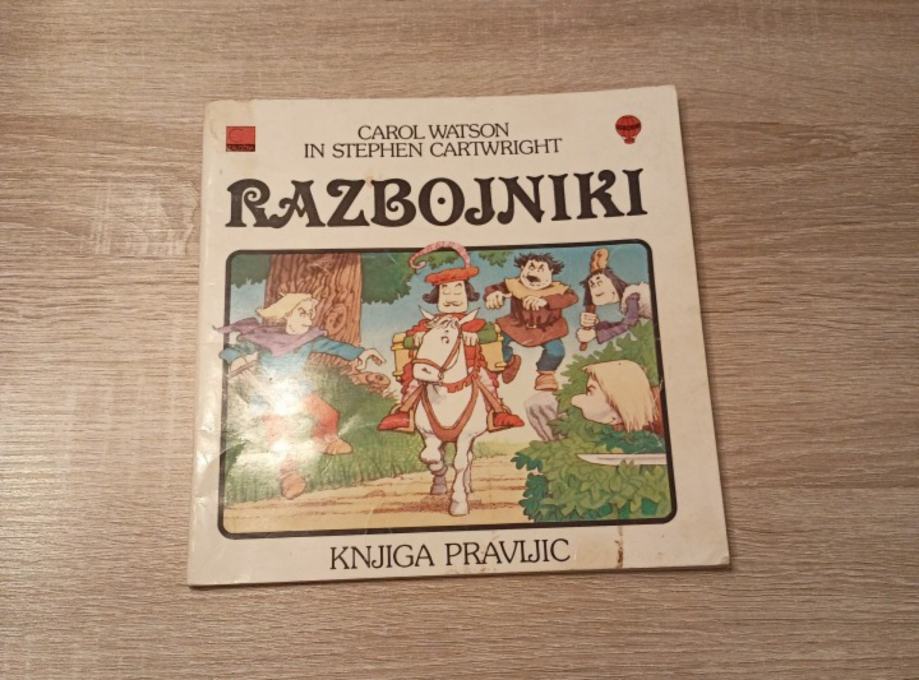 CAROL WATSON
IN STEPHEN CARTWRIGHT
RAZBOJNIKI
KNJIGA PRAVLJIC